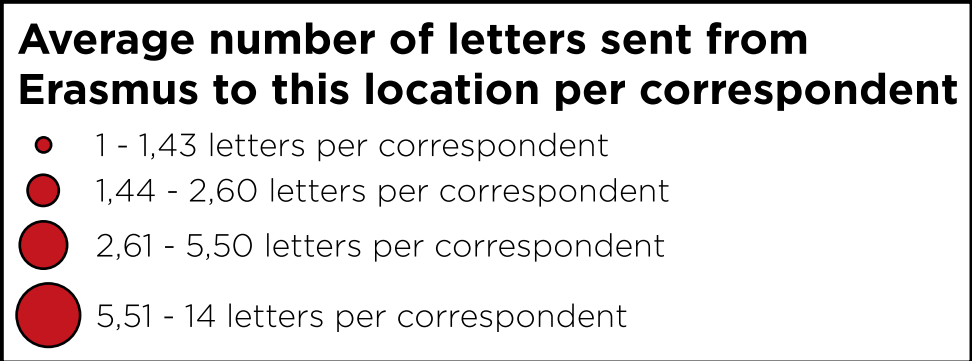 Average number of letters sent from
Erasmus to this location per correspondent
1 - 1,43 letters per correspondent
1,44 - 2,60 letters per correspondent
2,61 - 5,50 letters per correspondent
5,51 - 14 letters per correspondent